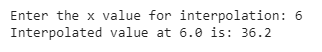 Enter the x value for interpolation: 6
Interpolated value at 6.0 is: 36.2